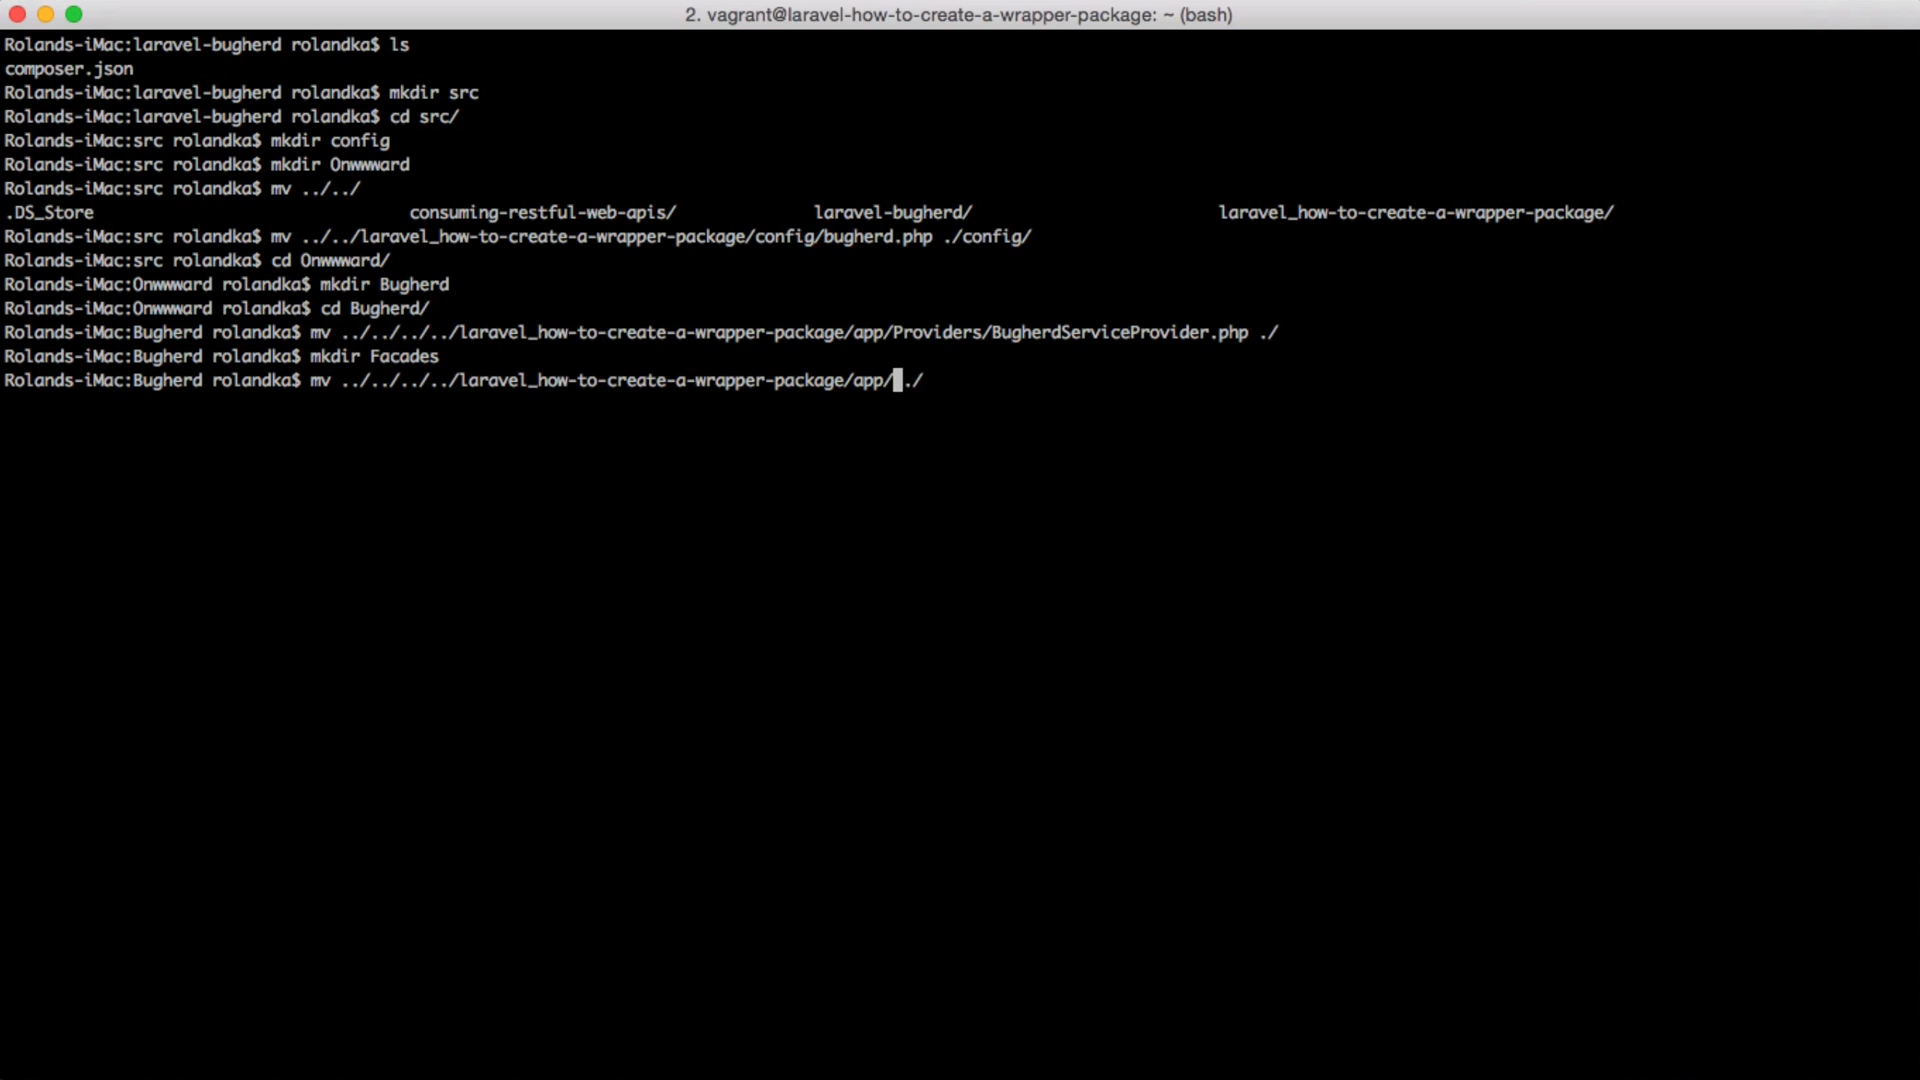 2. vagrant@laravel-how-to-create-a-wrapper-package: ~ (bash)
Rolands-iMac:laravel-bugherd rolandka$ ls
composer.json
Rolands-iMac:laravel-bugherd rolandka$ mkdir src
Rolands-iMac:laravel-bugherd rolandka$ cd src/
Rolands-iMac:src rolandka$ mkdir config
Rolands-iMac:src rolandka$ mkdir Onwwward
Rolands-iMac:src rolandka$ mv ../../
.DS_Store consuming-restful-web-apis/ laravel-bugherd/ laravel_how-to-create-a-wrapper-package/
Rolands-iMac:src rolandka$ mv ../../laravel_how-to-create-a-wrapper-package/config/bugherd.php ./config/
Rolands-iMac:src rolandka$ cd Onwwward/
Rolands-iMac:Onwwward rolandka$ mkdir Bugherd
Rolands-iMac:Onwwward rolandka$ cd Bugherd/
Rolands-iMac:Bugherd rolandka$ mv ../../../../laravel_how-to-create-a-wrapper-package/app/Providers/BugherdServiceProvider.php ./
Rolands-iMac:Bugherd rolandka$ mkdir Facades
Rolands-iMac:Bugherd rolandka$ mv ../../../../laravel_how-to-create-a-wrapper-package/app/ ./